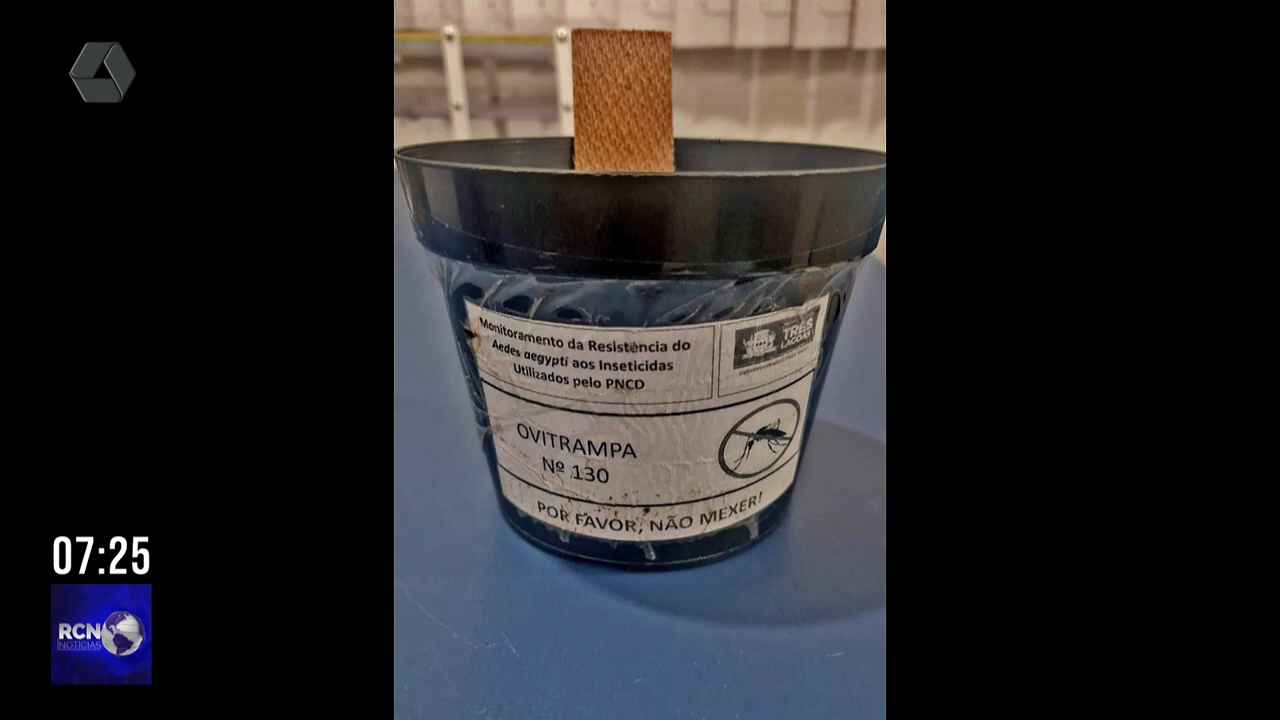 Monitoramento da Resistência do
Aedes aegypti aos Inseticidas
Utilizados pelo PNCD
TRÊS
LAGOAS
OVITRAMPA
Nº 130
POR FAVOR, NÃO MEXER!
07:25
RCN
NOTÍCIAS